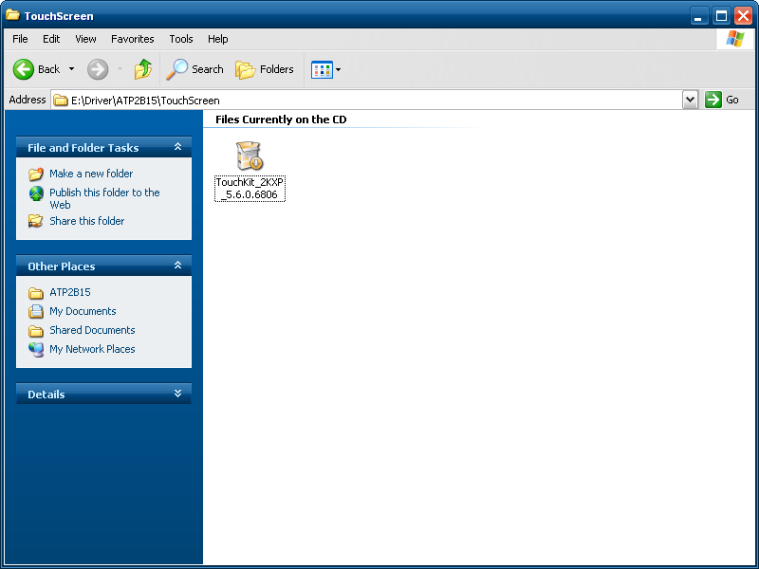 TouchScreen
File Edit View Favorites Tools Help
Back Search Folders
Address E:\Driver\ATP2B15\TouchScreen Go
Files Currently on the CD
TouchKit_2KXP
_5.6.0.6806
File and Folder Tasks
Make a new folder
Publish this folder to the
Web
Share this folder
Other Places
ATP2B15
My Documents
Shared Documents
My Network Places
Details